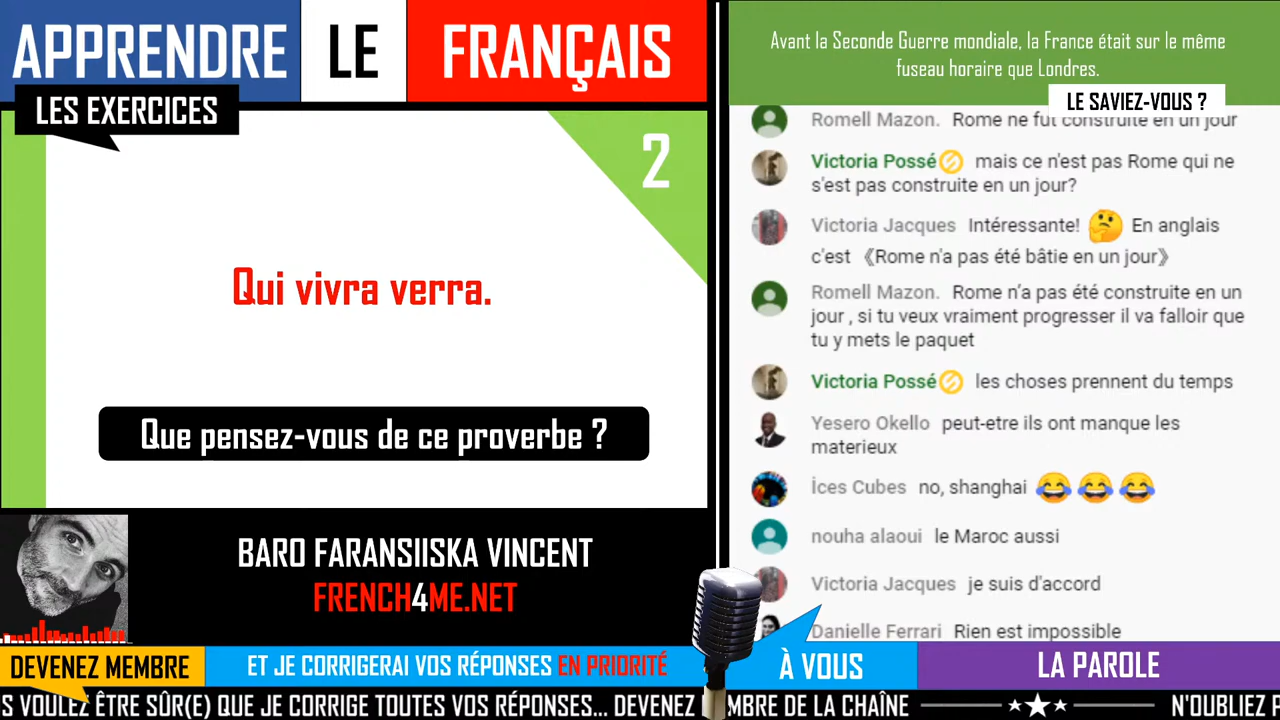 APPRENDRE LE FRANÇAIS
LES EXERCICES
2
Qui vivra verra.
Que pensez-vous de ce proverbe ?
BARO FARANSIISKA VINCENT
FRENCH4ME.NET
Avant la Seconde Guerre mondiale, la France était sur le même
fuseau horaire que Londres.
LE SAVIEZ-VOUS ?
Romell Mazon. Rome ne fut construite en un jour
Victoria Possé mais ce n'est pas Rome qui ne
s'est pas construite en un jour?
Victoria Jacques Intéressante! 🤔 En anglais
c'est 《Rome n'a pas été bâtie en un jour》
Romell Mazon. Rome n'a pas été construite en un
jour , si tu veux vraiment progresser il va falloir que
tu y mets le paquet
Victoria Possé les choses prennent du temps
Yesero Okello peut-etre ils ont manque les
materieux
İces Cubes no, shanghai 😂😂😂
nouha alaoui le Maroc aussi
Victoria Jacques je suis d'accord
Danielle Ferrari Rien est impossible
DEVENEZ MEMBRE ET JE CORRIGERAI VOS RÉPONSES EN PRIORITÉ À VOUS LA PAROLE
S VOULEZ ÊTRE SÛR(E) QUE JE CORRIGE TOUTES VOS RÉPONSES... DEVENEZ MBRE DE LA CHAÎNE N'OUBLIEZ